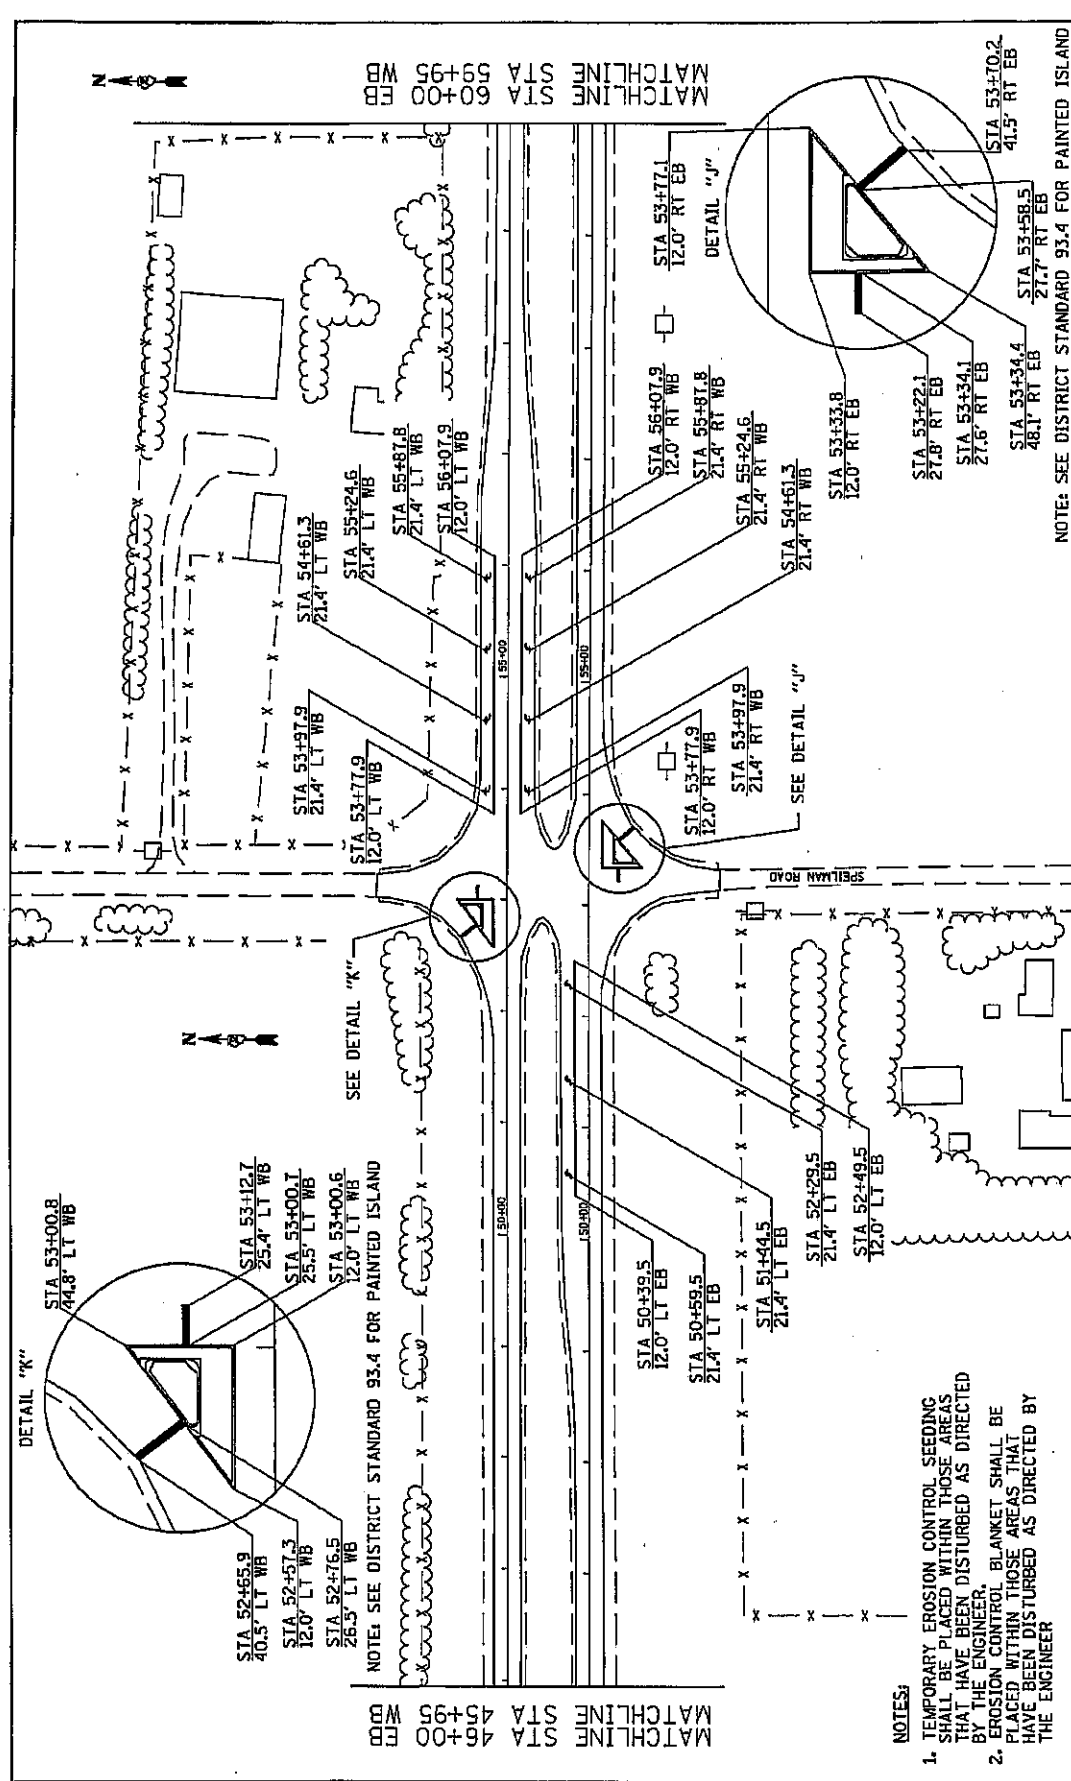 DETAIL "K"
STA 53+00.8
44.8' LT WB
STA 53+12.7
25.4' LT WB
STA 53+00.7
25.5' LT WB
STA 53+00.6
12.0' LT WB
STA 52+65.9
40.5' LT WB
STA 52+57.3
12.0' LT WB
STA 52+76.5
26.5' LT WB
NOTE: SEE DISTRICT STANDARD 93.4 FOR PAINTED ISLAND
N
SEE DETAIL "K"
STA 53+77.9
12.0' LT WB
STA 53+97.9
21.4' LT WB
STA 54+61.3
21.4' LT WB
STA 55+24.6
21.4' LT WB
STA 55+87.8
21.4' LT WB
STA 56+07.9
12.0' LT WB
N
MATCHLINE STA 60+00 EB
MATCHLINE STA 59+95 WB
MATCHLINE STA 46+00 EB
MATCHLINE STA 45+95 WB
150+00
155+00
150+00
155+00
STA 50+39.5
12.0' LT EB
STA 50+59.5
21.4' LT EB
STA 51+44.5
21.4' LT EB
STA 52+29.5
21.4' LT EB
STA 52+49.5
12.0' LT EB
SPEILMAN ROAD
SEE DETAIL "J"
STA 53+77.9
12.0' RT WB
STA 53+97.9
21.4' RT WB
STA 54+61.3
21.4' RT WB
STA 55+24.6
21.4' RT WB
STA 55+87.8
21.4' RT WB
STA 56+07.9
12.0' RT WB
DETAIL "J"
STA 53+77.1
12.0' RT EB
STA 53+33.8
12.0' RT EB
STA 53+22.1
27.8' RT EB
STA 53+34.1
27.6' RT EB
STA 53+34.4
48.1' RT EB
STA 53+58.5
27.7' RT EB
STA 53+70.2
41.5' RT EB
NOTE: SEE DISTRICT STANDARD 93.4 FOR PAINTED ISLAND
NOTES:
1. TEMPORARY EROSION CONTROL SEEDING
SHALL BE PLACED WITHIN THOSE AREAS
THAT HAVE BEEN DISTURBED AS DIRECTED
BY THE ENGINEER.
2. EROSION CONTROL BLANKET SHALL BE
PLACED WITHIN THOSE AREAS THAT
HAVE BEEN DISTURBED AS DIRECTED BY
THE ENGINEER